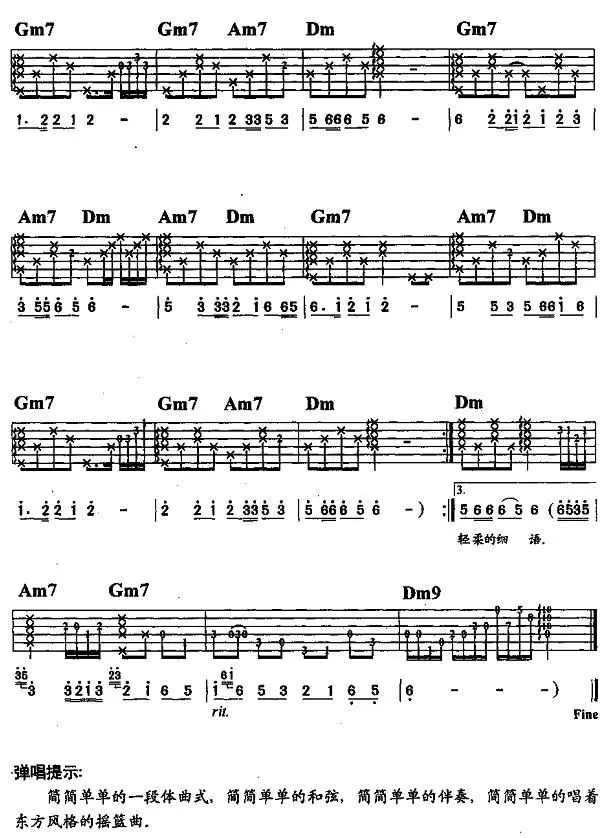 Gm7 Gm7 Am7 Dm Gm7
1. 2 2 1 2 - | 2 2 1 2 3 3 5 3 | 5 6 6 6 5 6 - | 6 2 2 1 2 1 2 3
Am7 Dm Am7 Dm Gm7 Am7 Dm
3 5 5 6 5 6 - | 5 3 3 3 2 1 6 6 5 | 6. 1 2 1 2 - | 5 5 3 5 6 6 1 6
Gm7 Gm7 Am7 Dm Dm
1. 2 2 1 2 - | 2 2 1 2 3 3 5 3 | 5 6 6 6 5 6 - ) :| 3. 5 6 6 6 5 6 ( 6 5 3 5
轻柔的细 语.
Am7 Gm7 Dm9
3 5 3 3 2 1 3 2 3 2 1 6 5 | 1 6 1 6 5 3 2 1 6 5 | 6 - - - )
rit. Fine
弹唱提示:
简简单单的一段体曲式, 简简单单的和弦, 简简单单的伴奏, 简简单单的唱着
东方风格的摇篮曲.